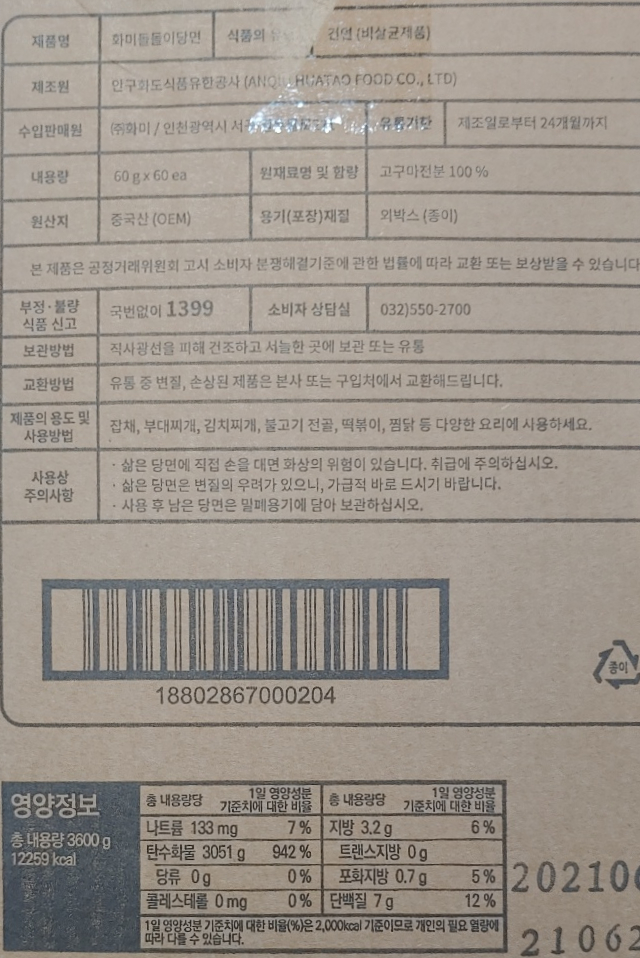 제품명 화미돌돌이당면 식품의 건면 (비살균제품)
제조원 안구화도식품유한공사 (ANQIU HUATAO FOOD CO., LTD)
수입판매원 ㈜화미 / 인천광역시 서구 유통기한 제조일로부터 24개월까지
내용량 60 g x 60 ea 원재료명 및 함량 고구마전분 100 %
원산지 중국산 (OEM) 용기(포장)재질 외박스 (종이)
본 제품은 공정거래위원회 고시 소비자 분쟁해결기준에 관한 법률에 따라 교환 또는 보상받을 수 있습니다
부정·불량
식품 신고 국번없이 1399 소비자 상담실 032)550-2700
보관방법 직사광선을 피해 건조하고 서늘한 곳에 보관 또는 유통
교환방법 유통 중 변질, 손상된 제품은 본사 또는 구입처에서 교환해드립니다.
제품의 용도 및
사용방법 잡채, 부대찌개, 김치찌개, 불고기 전골, 떡볶이, 찜닭 등 다양한 요리에 사용하세요.
사용상
주의사항
· 삶은 당면에 직접 손을 대면 화상의 위험이 있습니다. 취급에 주의하십시오.
· 삶은 당면은 변질의 우려가 있으니, 가급적 바로 드시기 바랍니다.
· 사용 후 남은 당면은 밀폐용기에 담아 보관하십시오.
18802867000204
종이
영양정보
총 내용량 3600 g
12259 kcal
총 내용량당 1일 영양성분 기준치에 대한 비율 총 내용량당 1일 영양성분 기준치에 대한 비율
나트륨 133 mg 7 % 지방 3.2 g 6 %
탄수화물 3051 g 942 % 트랜스지방 0 g
당류 0 g 0 % 포화지방 0.7 g 5 %
콜레스테롤 0 mg 0 % 단백질 7 g 12 %
1일 영양성분 기준치에 대한 비율(%)은 2,000kcal 기준이므로 개인의 필요 열량에
따라 다를 수 있습니다.
20210
21062